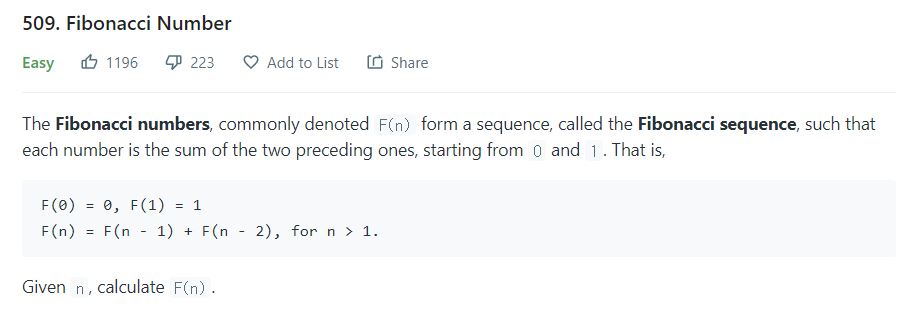 509. Fibonacci Number
Easy 1196 223 Add to List Share
The Fibonacci numbers, commonly denoted F(n) form a sequence, called the Fibonacci sequence, such that
each number is the sum of the two preceding ones, starting from 0 and 1. That is,
F(0) = 0, F(1) = 1
F(n) = F(n - 1) + F(n - 2), for n > 1.
Given n, calculate F(n).